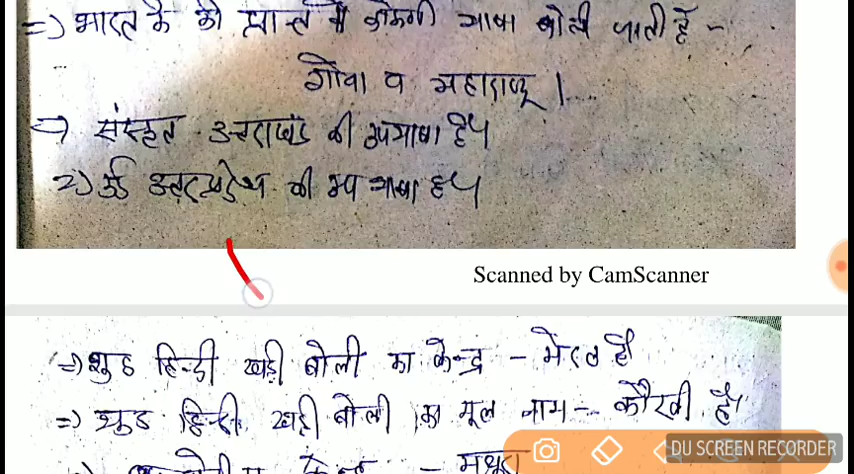 => भारत के दो प्रान्त में कोंकणी भाषा बोली जाती है -
गोवा व महाराष्ट्र ।
=> संस्कृत उत्तराखंड की उपभाषा है।
=> उर्दू उत्तरप्रदेश की उप भाषा है।
Scanned by CamScanner
=> शुद्ध हिन्दी खड़ी बोली का केन्द्र - मेरठ है
=> शुद्ध हिन्दी खड़ी बोली का मूल नाम - कौरवी है।
केन्द्र - मथुरा
DU SCREEN RECORDER